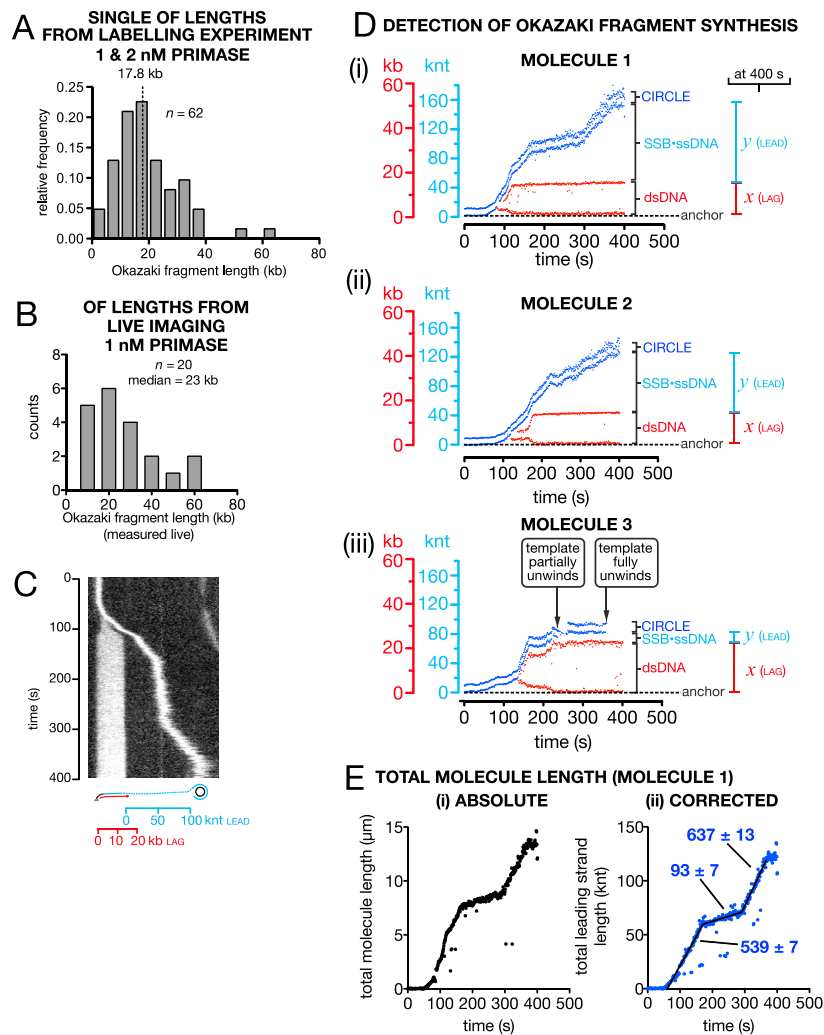 A
SINGLE OF LENGTHS
FROM LABELLING EXPERIMENT
1 & 2 nM PRIMASE
17.8 kb
n = 62
relative frequency
0.25
0.20
0.15
0.10
0.05
0.00
0 20 40 60 80
Okazaki fragment length (kb)
B
OF LENGTHS FROM
LIVE IMAGING
1 nM PRIMASE
n = 20
median = 23 kb
counts
8
6
4
2
0
0 20 40 60 80
Okazaki fragment length (kb)
(measured live)
C
time (s)
0
100
200
300
400
0 50 100 knt LEAD
0 10 20 kb LAG
D DETECTION OF OKAZAKI FRAGMENT SYNTHESIS
(i)
MOLECULE 1
at 400 s
kb knt
60 160
40 120
80
20 40
0 0
CIRCLE
SSB•ssDNA
dsDNA
anchor
y (LEAD)
x (LAG)
0 100 200 300 400 500
time (s)
(ii)
MOLECULE 2
kb knt
60 160
40 120
80
20 40
0 0
CIRCLE
SSB•ssDNA
dsDNA
anchor
y (LEAD)
x (LAG)
0 100 200 300 400 500
time (s)
(iii)
MOLECULE 3
kb knt
60 160
40 120
80
20 40
0 0
template
partially
unwinds
template
fully
unwinds
CIRCLE
SSB•ssDNA
dsDNA
anchor
y (LEAD)
x (LAG)
0 100 200 300 400 500
time (s)
E TOTAL MOLECULE LENGTH (MOLECULE 1)
(i) ABSOLUTE
total molecule length (µm)
15
10
5
0
0 100 200 300 400 500
time (s)
(ii) CORRECTED
total leading strand
length (knt)
150
100
50
0
637 ± 13
93 ± 7
539 ± 7
0 100 200 300 400 500
time (s)